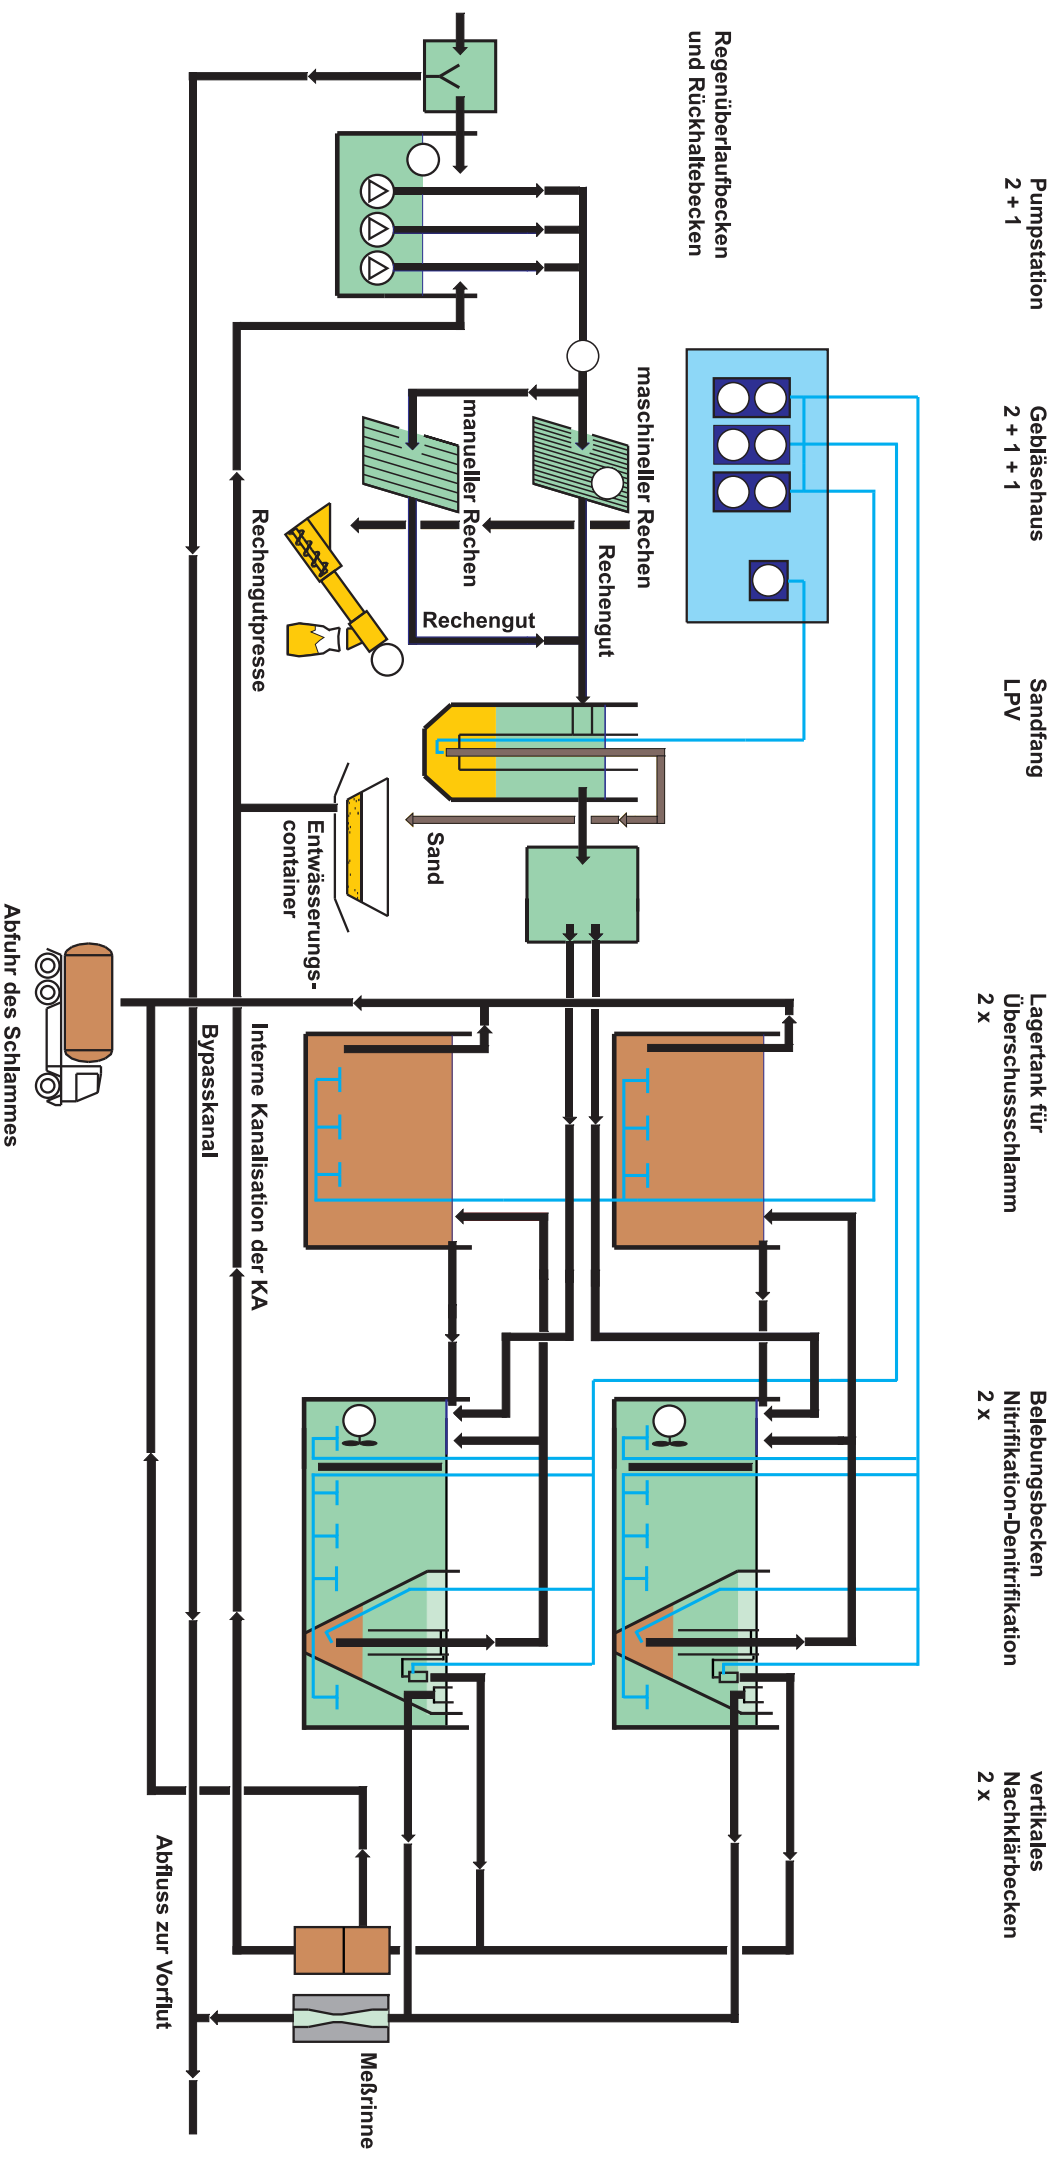 Pumpstation
2 + 1
Gebläsehaus
2 + 1 + 1
Sandfang
LPV
Lagertank für
Überschussschlamm
2 x
Belebungsbecken
Nitrifikation-Denitrifikation
2 x
vertikales
Nachklärbecken
2 x
Regenüberlaufbecken
und Rückhaltebecken
maschineller Rechen
Rechengut
manueller Rechen
Rechengut
Rechengutpresse
Sand
Entwässerungs-
container
Interne Kanalisation der KA
Bypasskanal
Abfuhr des Schlammes
Abfluss zur Vorflut
Meßrinne